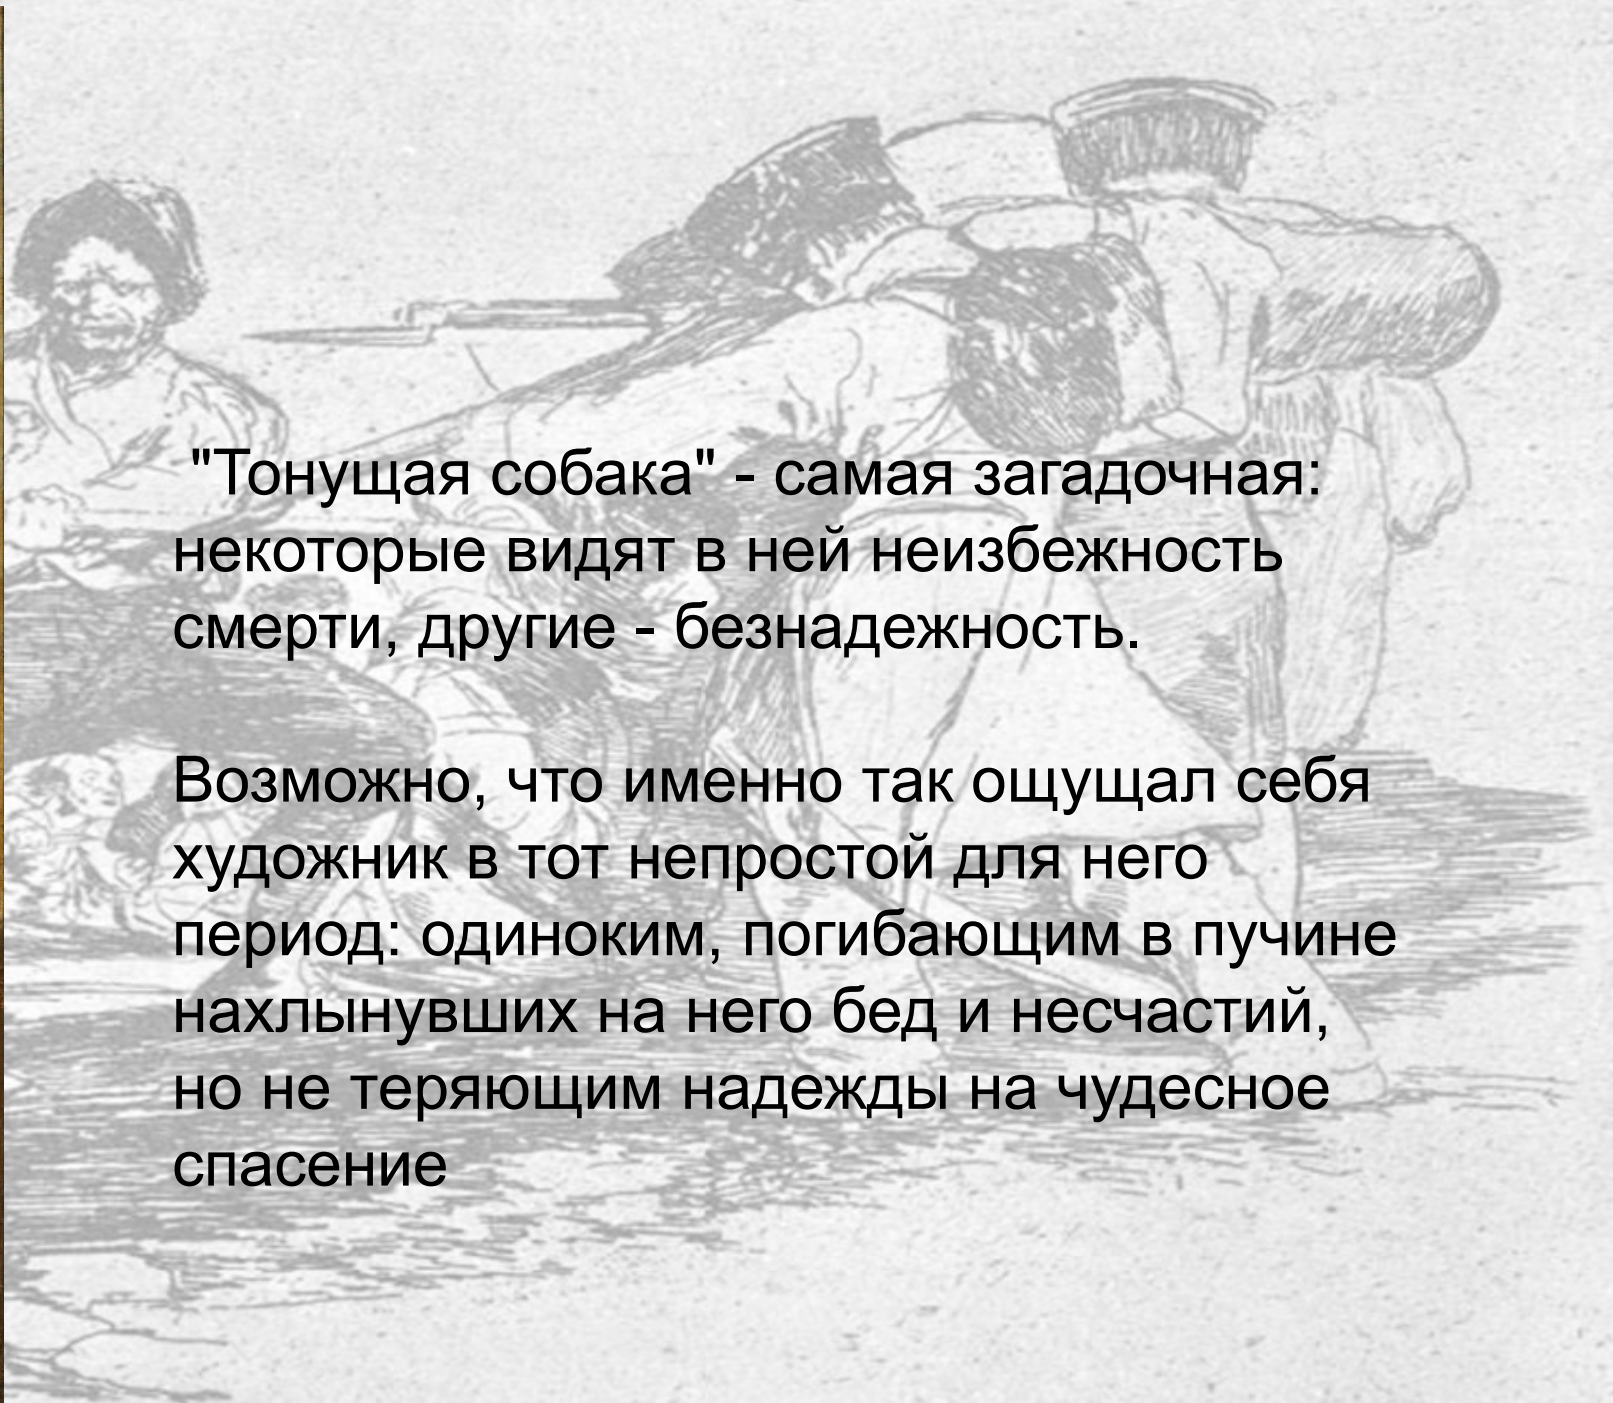 "Тонущая собака" - самая загадочная:
некоторые видят в ней неизбежность
смерти, другие - безнадежность.
Возможно, что именно так ощущал себя
художник в тот непростой для него
период: одиноким, погибающим в пучине
нахлынувших на него бед и несчастий,
но не теряющим надежды на чудесное
спасение